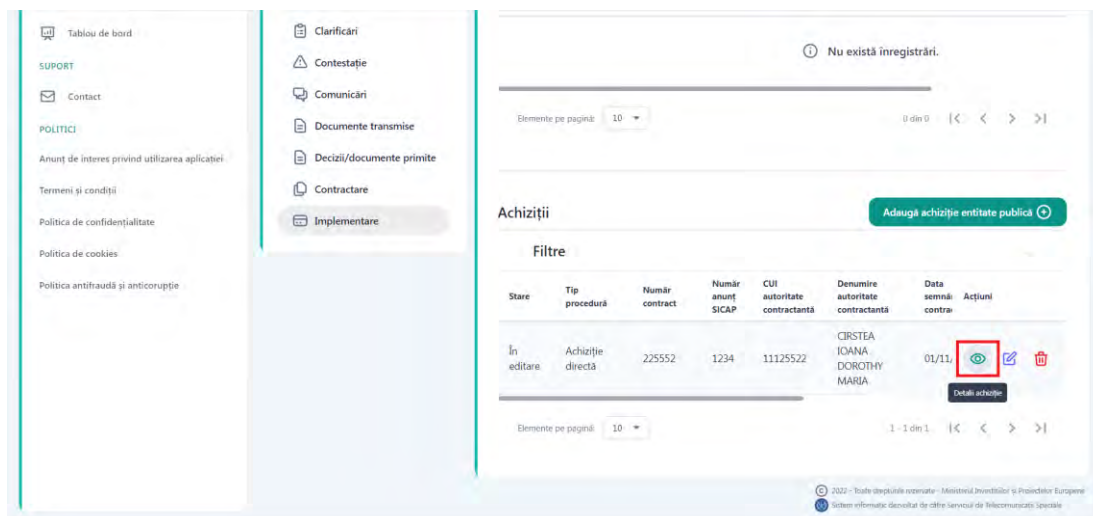 Tablou de bord
SUPORT
Contact
POLITICI
Anunț de interes privind utilizarea aplicației
Termeni și condiții
Politica de confidențialitate
Politica de cookies
Politica antifraudă și anticorupție
Clarificări
Contestație
Comunicări
Documente transmise
Decizii/documente primite
Contractare
Implementare
Nu există înregistrări.
Elemente pe pagină: 10
0 din 0
Achiziții
Adaugă achiziție entitate publică
Filtre
Stare
Tip
procedură
Număr
contract
Număr
anunț
SICAP
CUI
autoritate
contractantă
Denumire
autoritate
contractantă
Data
semnă
contra
Acțiuni
În
editare
Achiziție
directă
225552
1234
11125522
CIRSTEA
IOANA
DOROTHY
MARIA
01/11/
Detalii achiziție
Elemente pe pagină: 10
1 - 1 din 1
2022 - Toate drepturile rezervate - Ministerul Investițiilor și Proiectelor Europene
Sistem informatic dezvoltat de către Serviciul de Telecomunicații Speciale